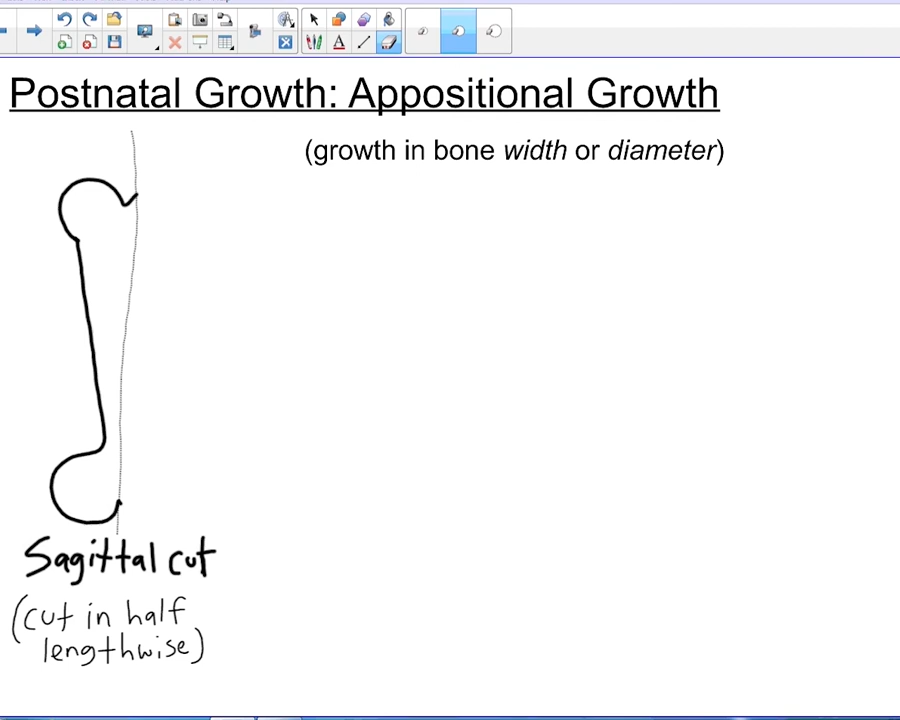 Postnatal Growth: Appositional Growth
(growth in bone width or diameter)
Sagittal cut
(cut in half
lengthwise)